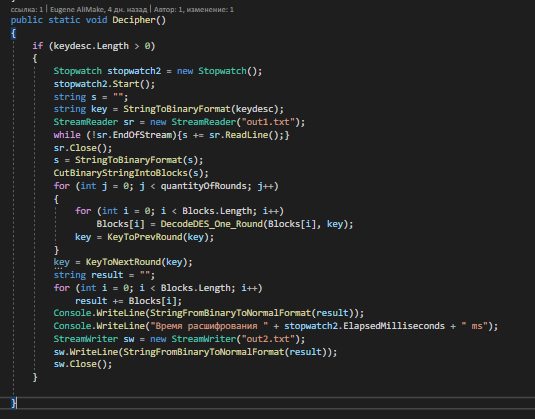 ссылка: 1 | Eugene AliMake, 4 дн. назад | Автор: 1, изменение: 1
public static void Decipher()
{
if (keydesc.Length > 0)
{
Stopwatch stopwatch2 = new Stopwatch();
stopwatch2.Start();
string s = "";
string key = StringToBinaryFormat(keydesc);
StreamReader sr = new StreamReader("out1.txt");
while (!sr.EndOfStream){s += sr.ReadLine();}
sr.Close();
s = StringToBinaryFormat(s);
CutBinaryStringIntoBlocks(s);
for (int j = 0; j < quantityOfRounds; j++)
{
for (int i = 0; i < Blocks.Length; i++)
Blocks[i] = DecodeDES_One_Round(Blocks[i], key);
key = KeyToPrevRound(key);
}
key = KeyToNextRound(key);
string result = "";
for (int i = 0; i < Blocks.Length; i++)
result += Blocks[i];
Console.WriteLine(StringFromBinaryToNormalFormat(result));
Console.WriteLine("Время расшифрования " + stopwatch2.ElapsedMilliseconds + " ms");
StreamWriter sw = new StreamWriter("out2.txt");
sw.WriteLine(StringFromBinaryToNormalFormat(result));
sw.Close();
}
}